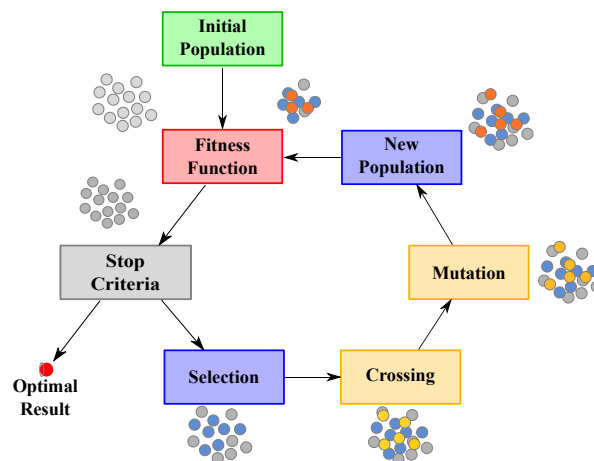 Initial
Population
Fitness
Function
New
Population
Stop
Criteria
Mutation
Optimal
Result
Selection
Crossing